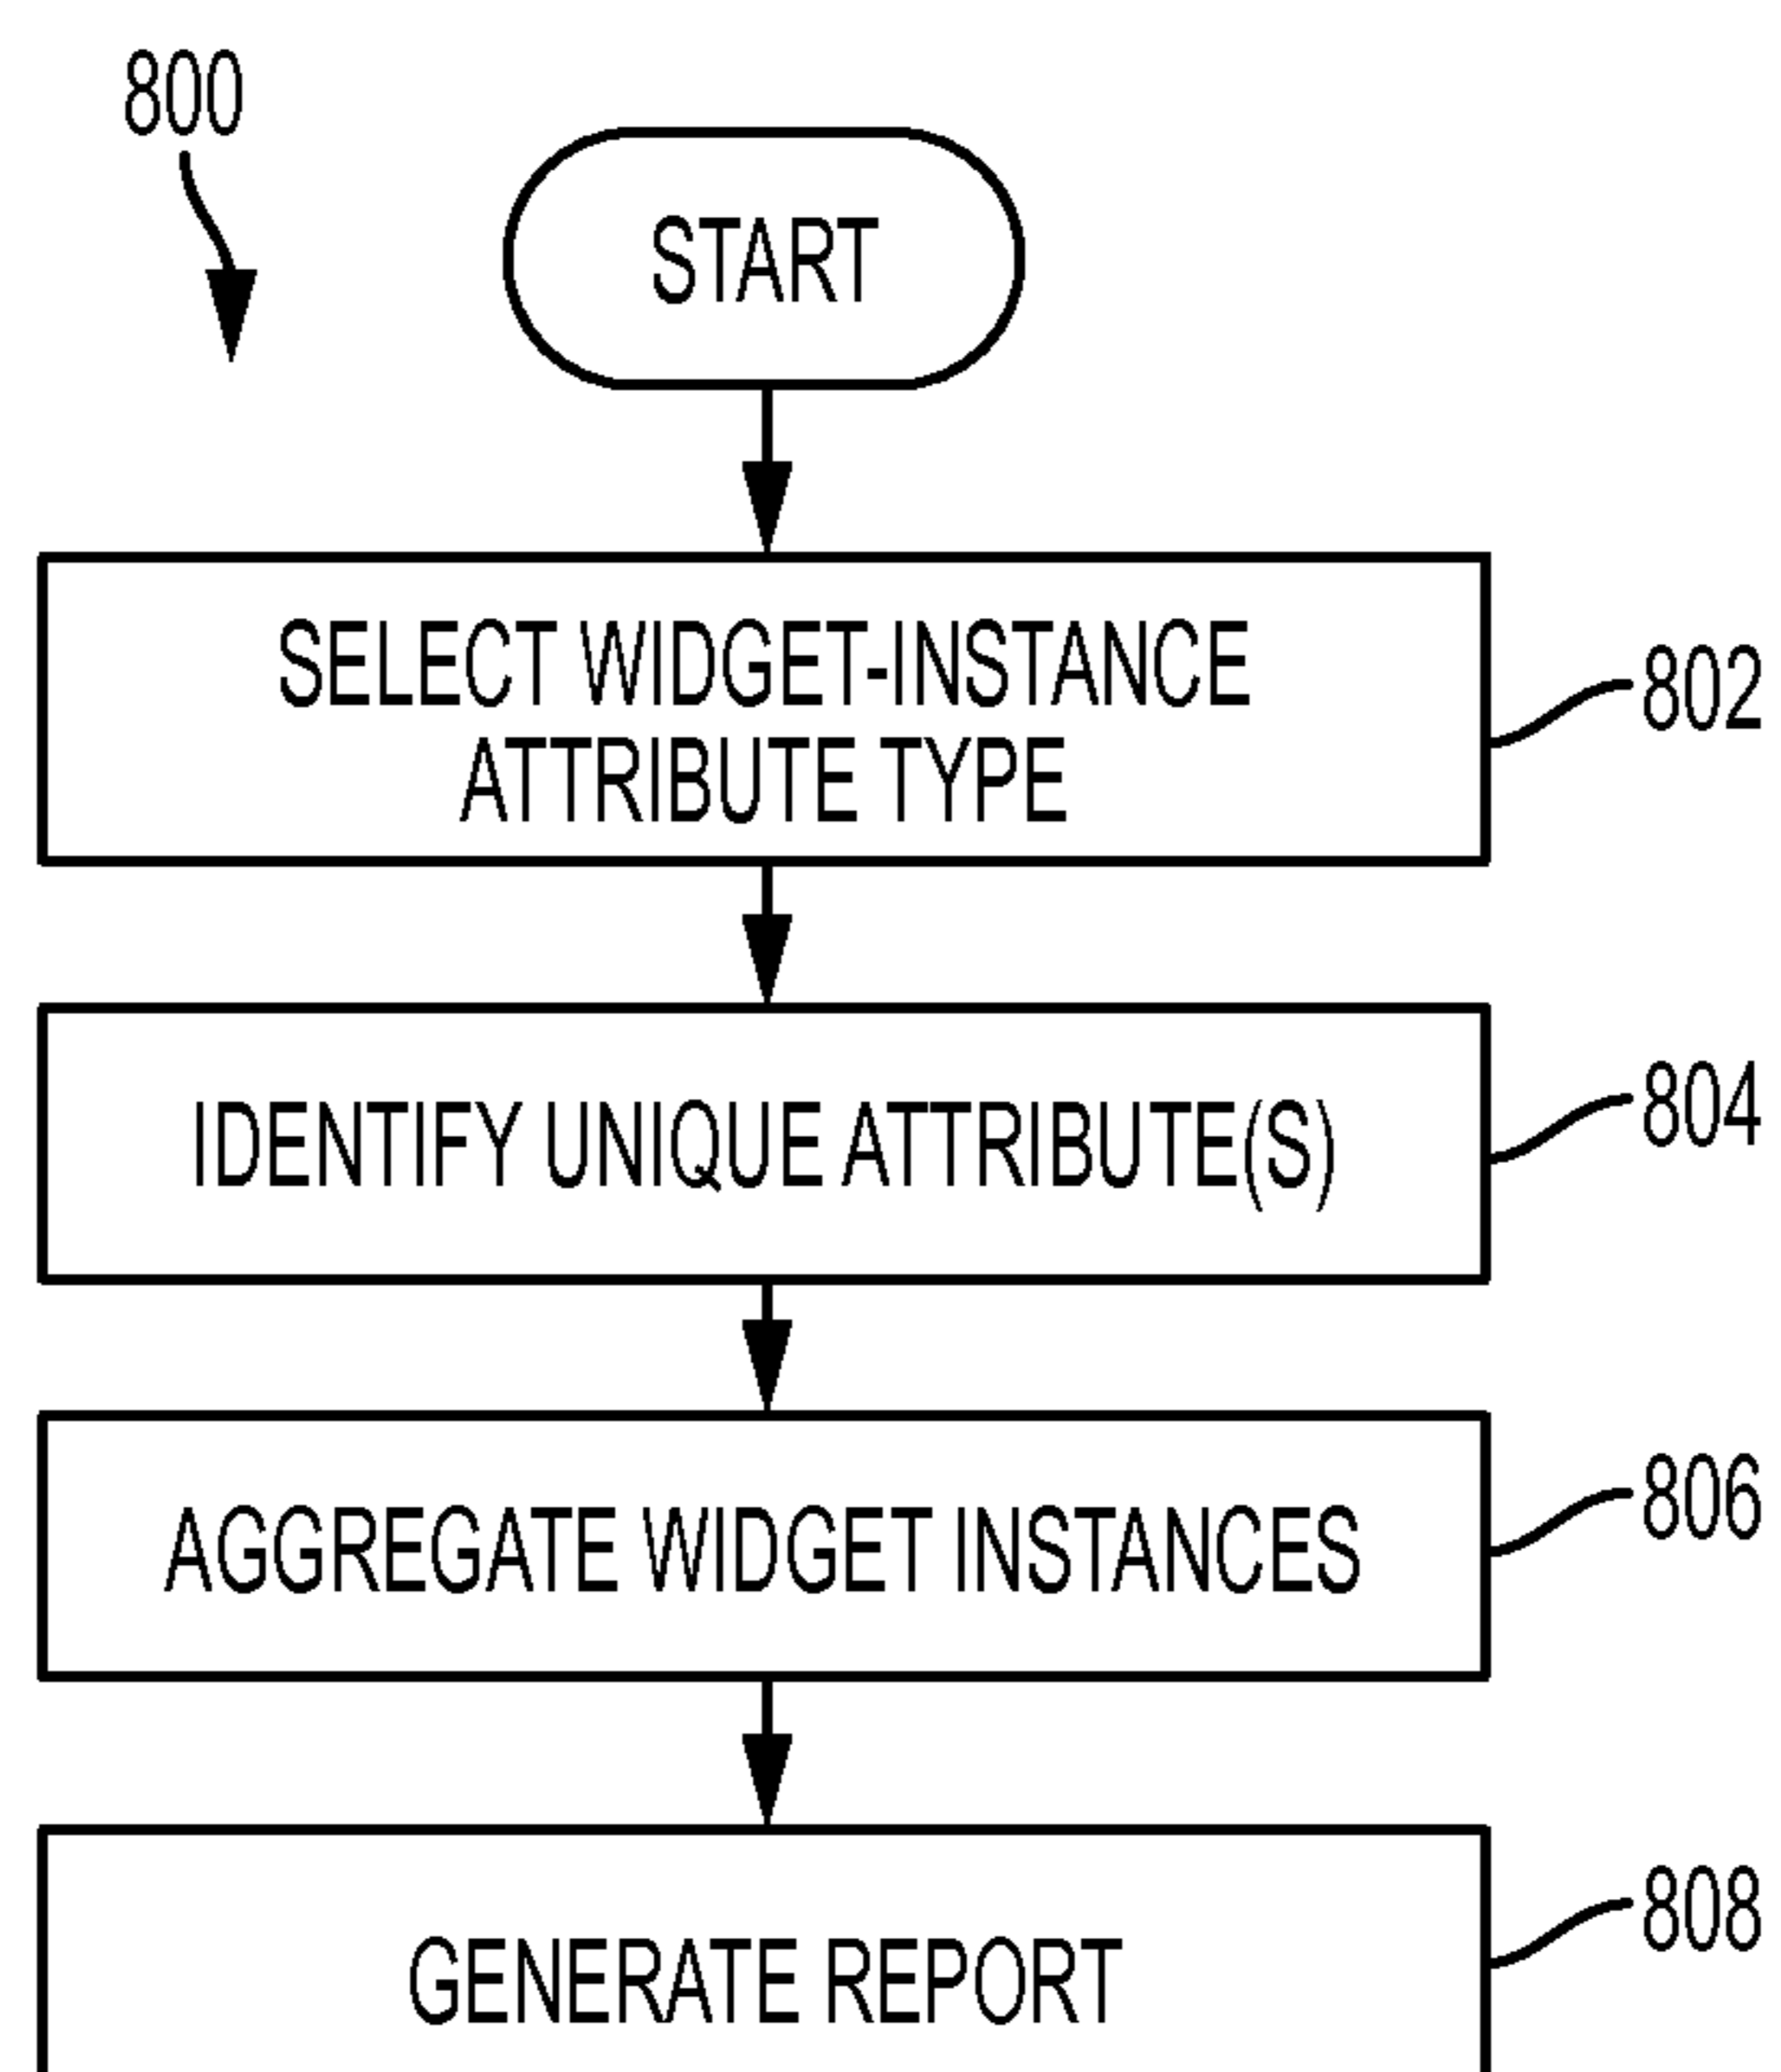 800
START
SELECT WIDGET-INSTANCE
ATTRIBUTE TYPE
802
IDENTIFY UNIQUE ATTRIBUTE(S)
804
AGGREGATE WIDGET INSTANCES
806
GENERATE REPORT
808